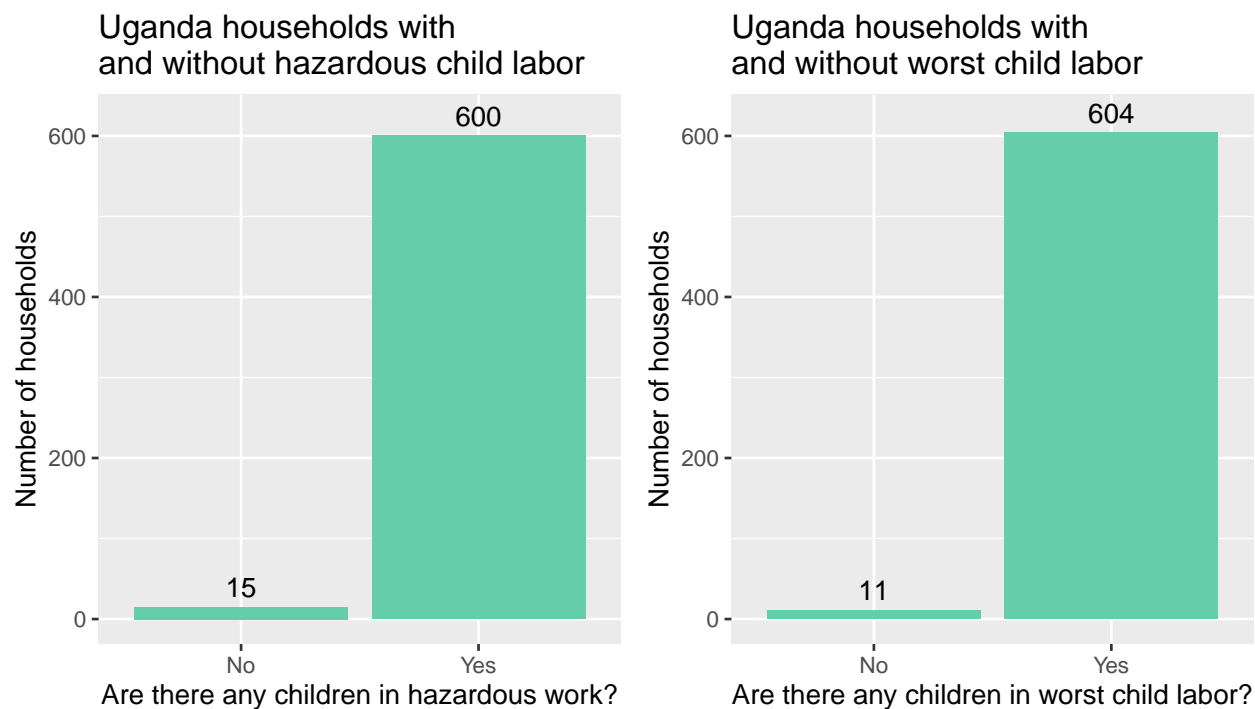 Uganda households with
and without hazardous child labor
600
600
400
200
0
15
Number of households
No
Yes
Are there any children in hazardous work?
Uganda households with
and without worst child labor
604
600
400
200
0
11
Number of households
No
Yes
Are there any children in worst child labor?